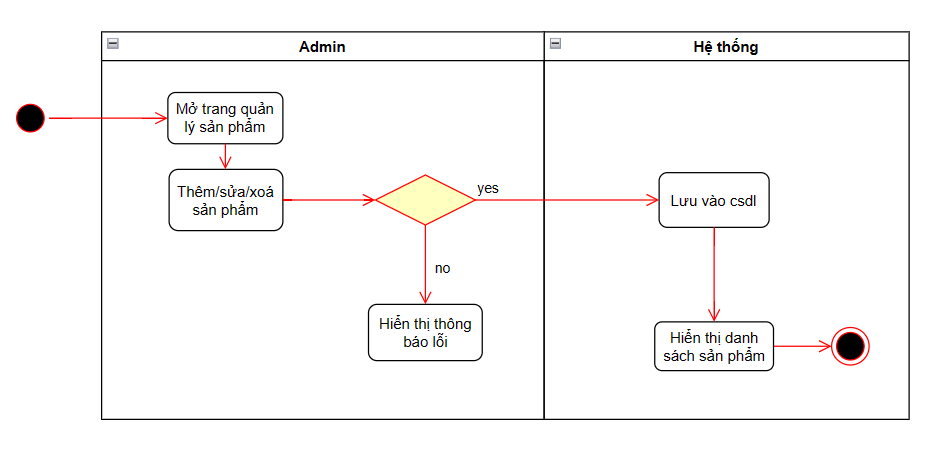 Admin
Hệ thống
Mở trang quản
lý sản phẩm
Thêm/sửa/xoá
sản phẩm
yes
Lưu vào csdl
no
Hiển thị thông
báo lỗi
Hiển thị danh
sách sản phẩm